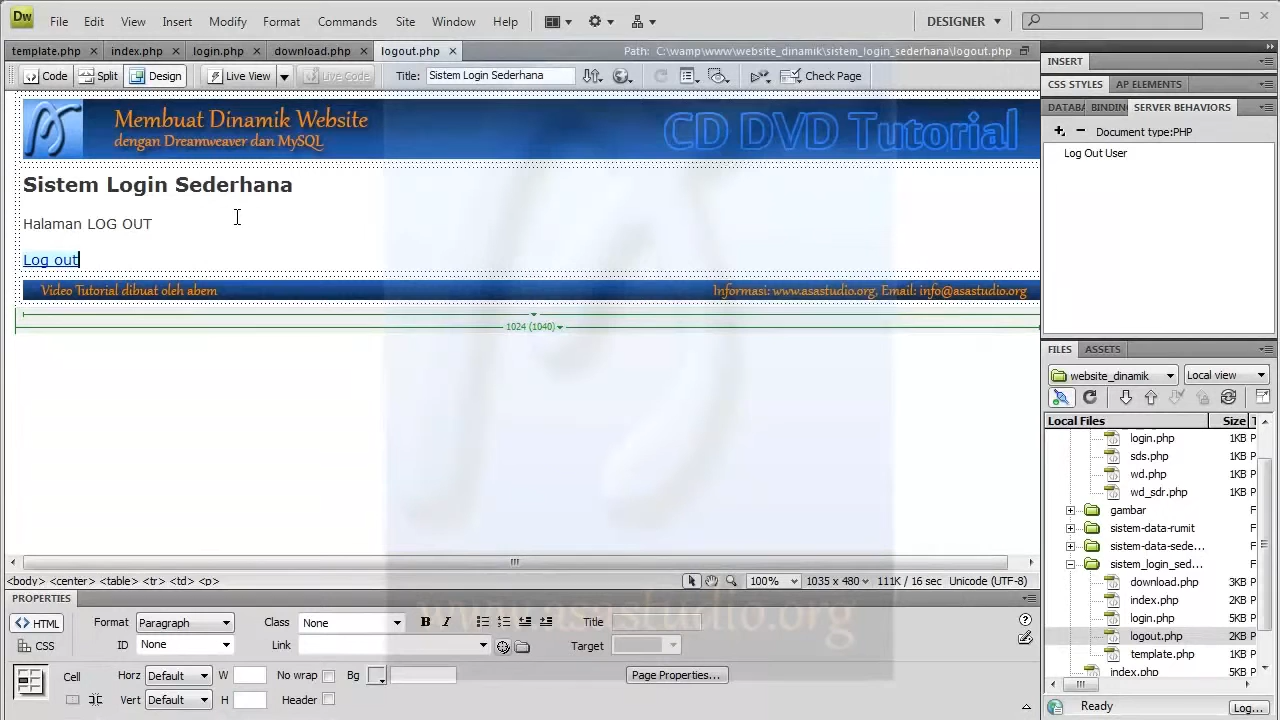 Dw File Edit View Insert Modify Format Commands Site Window Help DESIGNER
template.php index.php login.php download.php logout.php Path: C:\wamp\www\website_dinamik\sistem_login_sederhana\logout.php
Code Split Design Live View Live Code Title: Sistem Login Sederhana Check Page
Membuat Dinamik Website
dengan Dreamweaver dan MySQL
CD DVD Tutorial
Sistem Login Sederhana
Halaman LOG OUT
Log out
Video Tutorial dibuat oleh abem
Informasi: www.asastudio.org, Email: info@asastudio.org
1024 (1040)
www.asastudio.org
<body> <center> <table> <tr> <td> <p> 100% 1035 x 480 111K / 16 sec Unicode (UTF-8)
PROPERTIES
HTML Format Paragraph Class None B I Title
CSS ID None Link Target
Cell Horz Default W No wrap Bg Page Properties...
Vert Default H Header
INSERT
CSS STYLES AP ELEMENTS
DATABA BINDIN SERVER BEHAVIORS
Document type:PHP
Log Out User
FILES ASSETS
website_dinamik Local view
Local Files Size T
login.php 1KB P
sds.php 1KB P
wd.php 1KB P
wd_sdr.php 1KB P
gambar F
sistem-data-rumit F
sistem-data-sede... F
sistem_login_sed... F
download.php 3KB P
index.php 1KB P
login.php 5KB P
logout.php 2KB P
template.php 1KB P
index.php 1KB P
Ready Log...